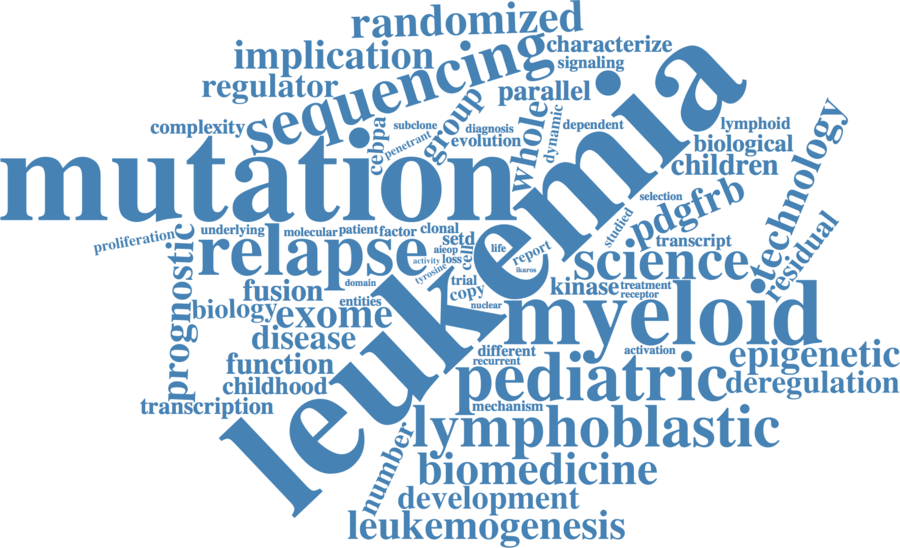 randomized
implication
characterize
sequencing
signaling
regulator
parallel
leukemia
group
whole
complexity
cebpa
subclone
penetrant
diagnosis
evolution
dynamic
dependent
lymphoid
biological
children
technology
mutation
selection
pdgfrb
studied
proliferation
underlying
molecular
patient
factor
clonal
setd
transcript
residual
relapse
aieop
activity
loss
cell
life
report
ikaros
tyrosine
science
prognostic
domain
trial
copy
kinase
treatment
receptor
fusion
entities
nuclear
biology
exome
myeloid
disease
different
recurrent
activation
epigenetic
function
childhood
pediatric
deregulation
transcription
mechanism
lymphoblastic
number
biomedicine
development
leukemogenesis